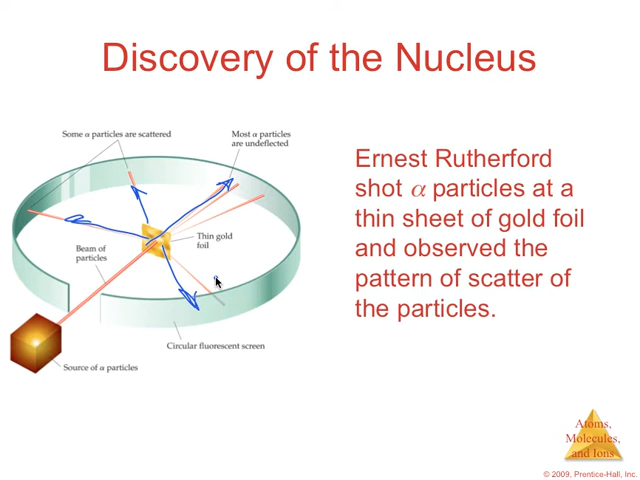 Discovery of the Nucleus
Some α particles are scattered
Most α particles
are undeflected
Thin gold
foil
Beam of
particles
Circular fluorescent screen
Source of α particles
Ernest Rutherford
shot α particles at a
thin sheet of gold foil
and observed the
pattern of scatter of
the particles.
Atoms,
Molecules,
and Ions
© 2009, Prentice-Hall, Inc.